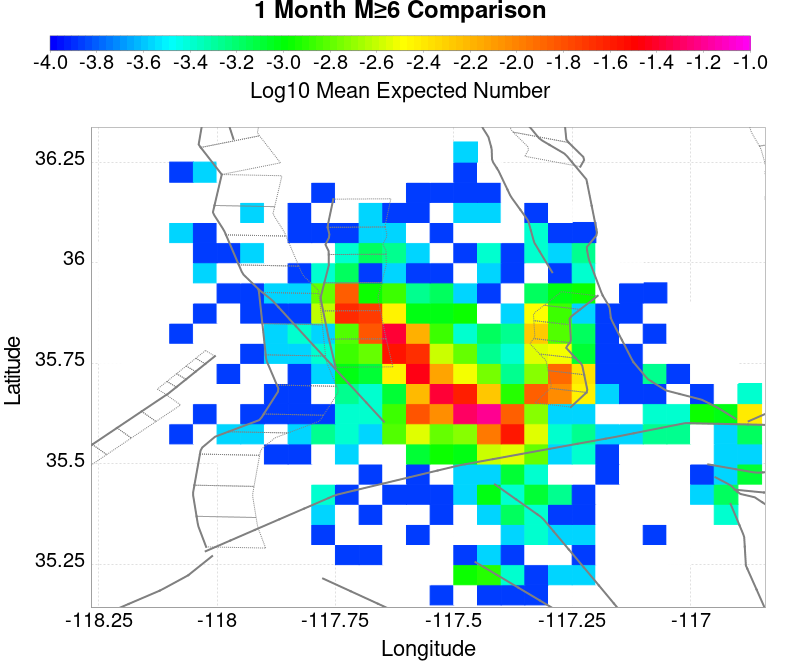 1 Month M≥6 Comparison
-4.0 -3.8 -3.6 -3.4 -3.2 -3.0 -2.8 -2.6 -2.4 -2.2 -2.0 -1.8 -1.6 -1.4 -1.2 -1.0
Log10 Mean Expected Number
36.25
36
35.75
35.5
35.25
Latitude
-118.25 -118 -117.75 -117.5 -117.25 -117
Longitude